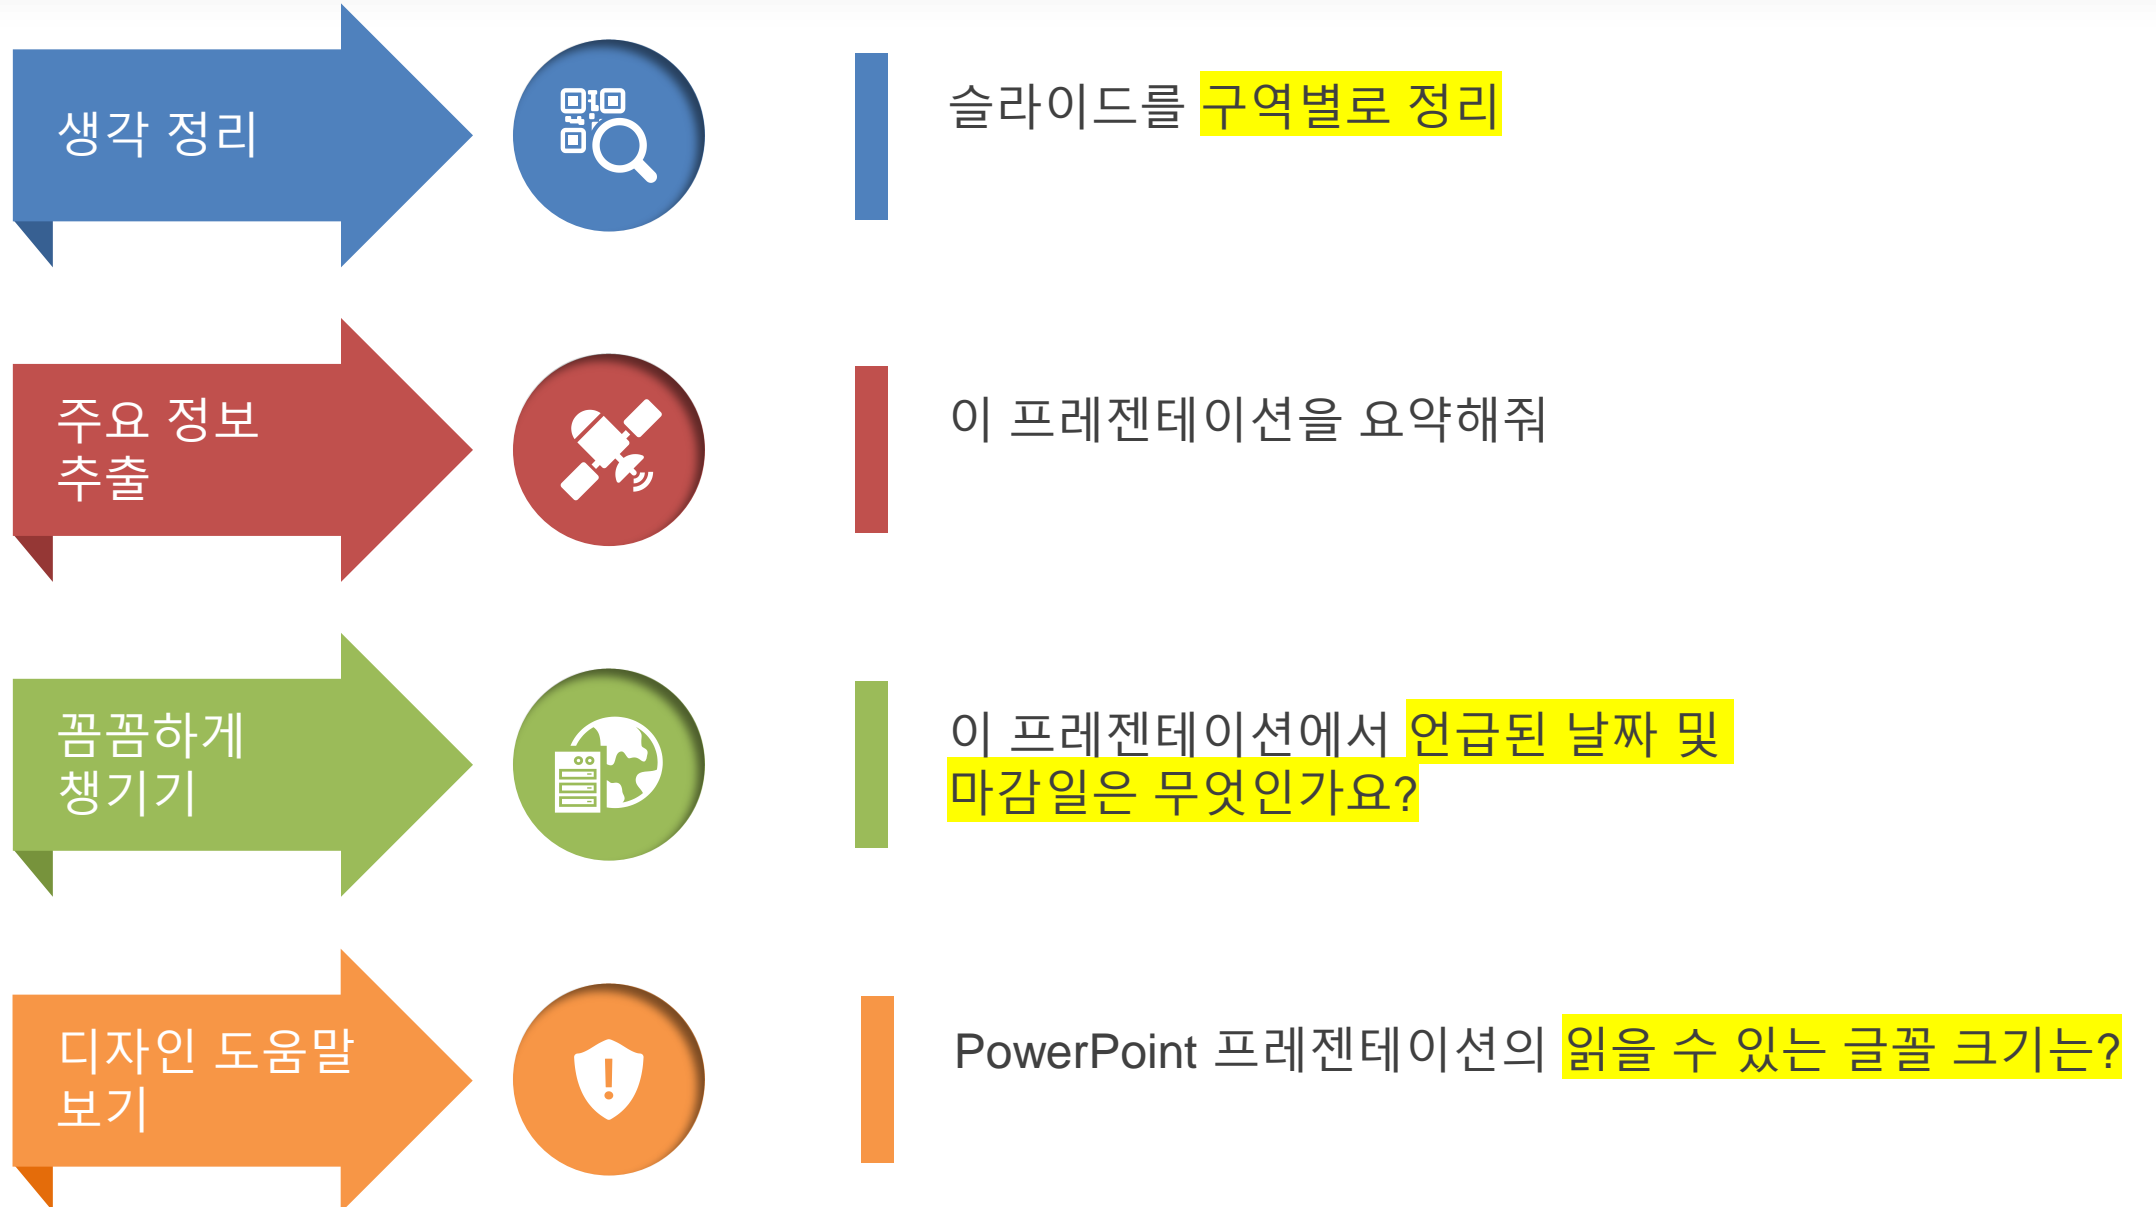 생각 정리
슬라이드를 구역별로 정리
주요 정보
추출
이 프레젠테이션을 요약해줘
꼼꼼하게
챙기기
이 프레젠테이션에서 언급된 날짜 및
마감일은 무엇인가요?
디자인 도움말
보기
PowerPoint 프레젠테이션의 읽을 수 있는 글꼴 크기는?